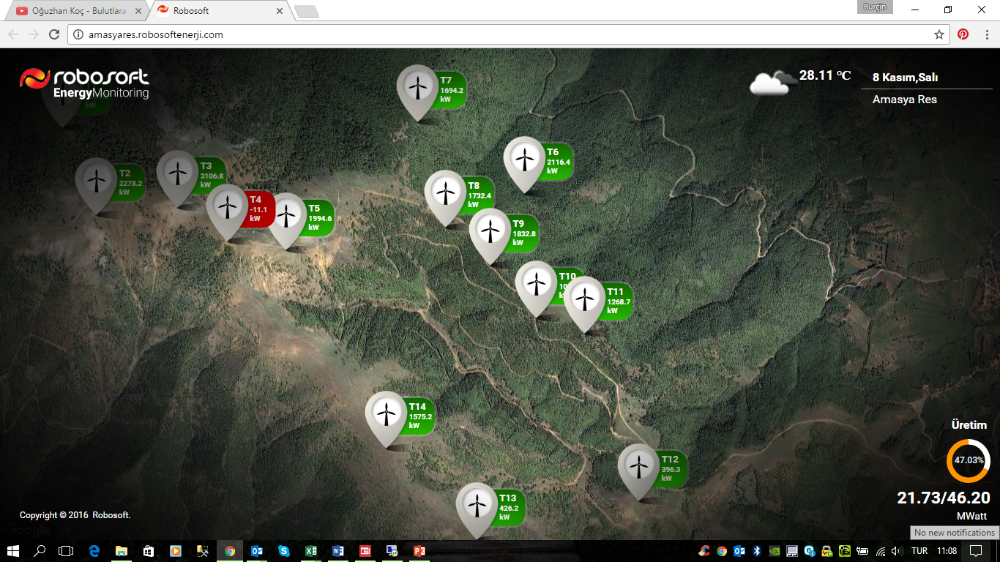 Oğuzhan Koç - Bulutlara
Robosoft
Burçin
amasyares.robosoftenerji.com
robosoft
EnergyMonitoring
kW
28.11 °C
8 Kasım,Salı
Amasya Res
T7
1694.2
kW
T6
2116.4
kW
T2
2278.2
kW
T3
3106.8
kW
T4
-11.1
kW
T5
1994.6
kW
T8
1732.4
kW
T9
1832.8
kW
T10
T11
1268.7
kW
T14
1575.2
kW
T12
396.3
kW
T13
426.2
kW
Üretim
47.03%
21.73/46.20
MWatt
Copyright © 2016 Robosoft.
Google
No new notifications
TUR
11:08